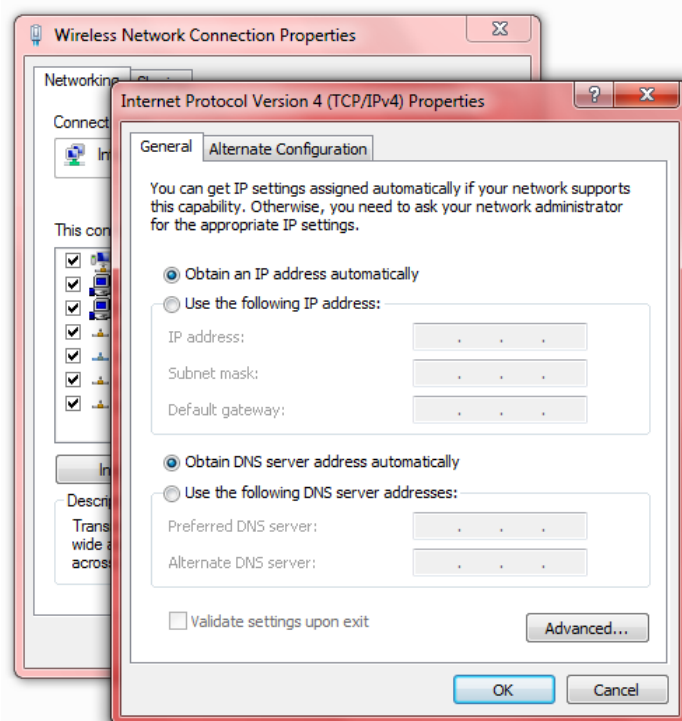 Wireless Network Connection Properties
Networking
Connect
This con
Descrip
Trans
wide a
across
Internet Protocol Version 4 (TCP/IPv4) Properties
General
Alternate Configuration
You can get IP settings assigned automatically if your network supports
this capability. Otherwise, you need to ask your network administrator
for the appropriate IP settings.
Obtain an IP address automatically
Use the following IP address:
IP address:
Subnet mask:
Default gateway:
Obtain DNS server address automatically
Use the following DNS server addresses:
Preferred DNS server:
Alternate DNS server:
Validate settings upon exit
Advanced...
OK
Cancel